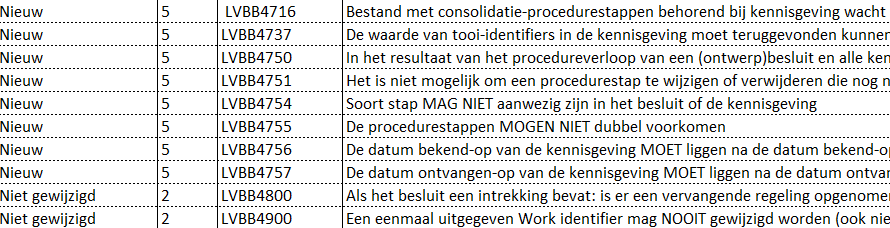 Nieuw 5 LVBB4716 Bestand met consolidatie-procedurestappen behorend bij kennisgeving wacht
Nieuw 5 LVBB4737 De waarde van tooi-identifiers in de kennisgeving moet teruggevonden kunnen
Nieuw 5 LVBB4750 In het resultaat van het procedureverloop van een (ontwerp)besluit en alle ken
Nieuw 5 LVBB4751 Het is niet mogelijk om een procedurestap te wijzigen of verwijderen die nog n
Nieuw 5 LVBB4754 Soort stap MAG NIET aanwezig zijn in het besluit of de kennisgeving
Nieuw 5 LVBB4755 De procedurestappen MOGEN NIET dubbel voorkomen
Nieuw 5 LVBB4756 De datum bekend-op van de kennisgeving MOET liggen na de datum bekend-op
Nieuw 5 LVBB4757 De datum ontvangen-op van de kennisgeving MOET liggen na de datum ontvan
Niet gewijzigd 2 LVBB4800 Als het besluit een intrekking bevat: is er een vervangende regeling opgenomen
Niet gewijzigd 2 LVBB4900 Een eenmaal uitgegeven Work identifier mag NOOIT gewijzigd worden (ook nie